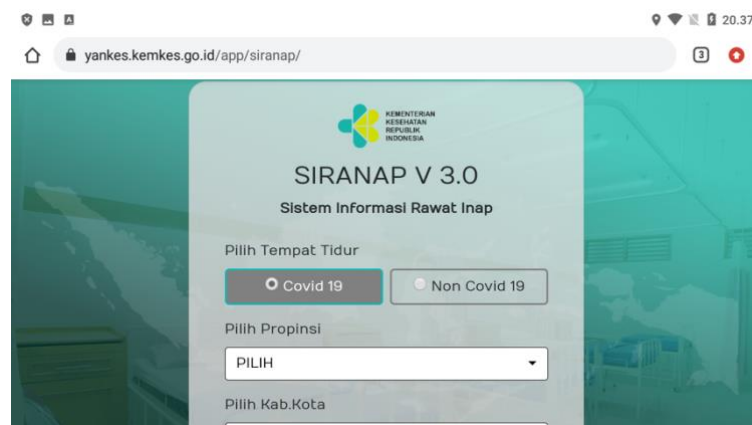 20.37
yankes.kemkes.go.id/app/siranap/
3
KEMENTERIAN
KESEHATAN
REPUBLIK
INDONESIA
SIRANAP V 3.0
Sistem Informasi Rawat Inap
Pilih Tempat Tidur
Covid 19 Non Covid 19
Pilih Propinsi
PILIH
Pilih Kab.Kota